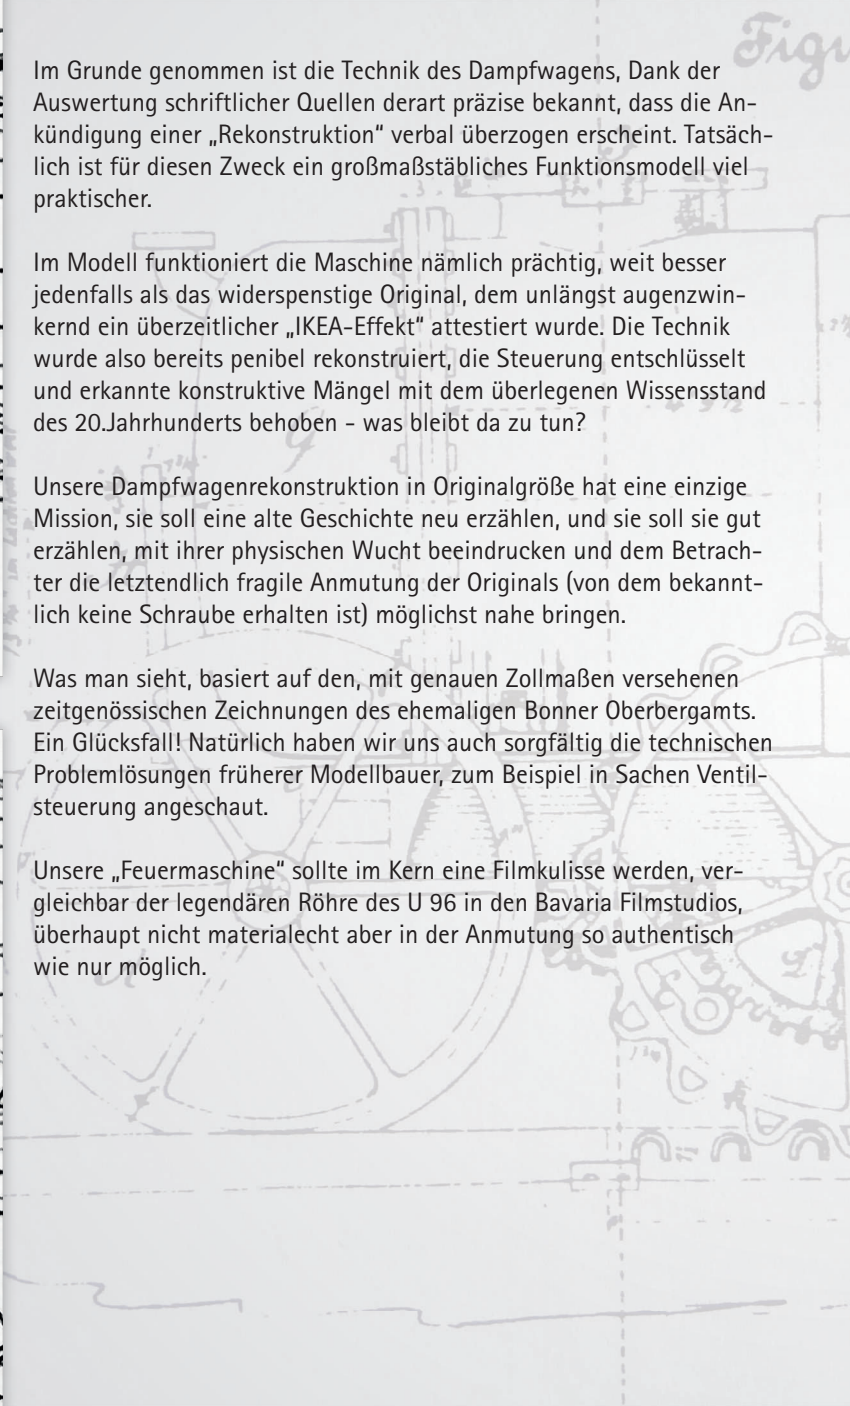 Im Grunde genommen ist die Technik des Dampfwagens, Dank der
Auswertung schriftlicher Quellen derart präzise bekannt, dass die An-
kündigung einer „Rekonstruktion“ verbal überzogen erscheint. Tatsäch-
lich ist für diesen Zweck ein großmaßstäbliches Funktionsmodell viel
praktischer.

Im Modell funktioniert die Maschine nämlich prächtig, weit besser
jedenfalls als das widerspenstige Original, dem unlängst augenzwin-
kernd ein überzeitlicher „IKEA-Effekt“ attestiert wurde. Die Technik
wurde also bereits penibel rekonstruiert, die Steuerung entschlüsselt
und erkannte konstruktive Mängel mit dem überlegenen Wissensstand
des 20.Jahrhunderts behoben - was bleibt da zu tun?

Unsere Dampfwagenrekonstruktion in Originalgröße hat eine einzige
Mission, sie soll eine alte Geschichte neu erzählen, und sie soll sie gut
erzählen, mit ihrer physischen Wucht beeindrucken und dem Betrach-
ter die letztendlich fragile Anmutung der Originals (von dem bekannt-
lich keine Schraube erhalten ist) möglichst nahe bringen.

Was man sieht, basiert auf den, mit genauen Zollmaßen versehenen
zeitgenössischen Zeichnungen des ehemaligen Bonner Oberbergamts.
Ein Glücksfall! Natürlich haben wir uns auch sorgfältig die technischen
Problemlösungen früherer Modellbauer, zum Beispiel in Sachen Ventil-
steuerung angeschaut.

Unsere „Feuermaschine“ sollte im Kern eine Filmkulisse werden, ver-
gleichbar der legendären Röhre des U 96 in den Bavaria Filmstudios,
überhaupt nicht materialecht aber in der Anmutung so authentisch
wie nur möglich.